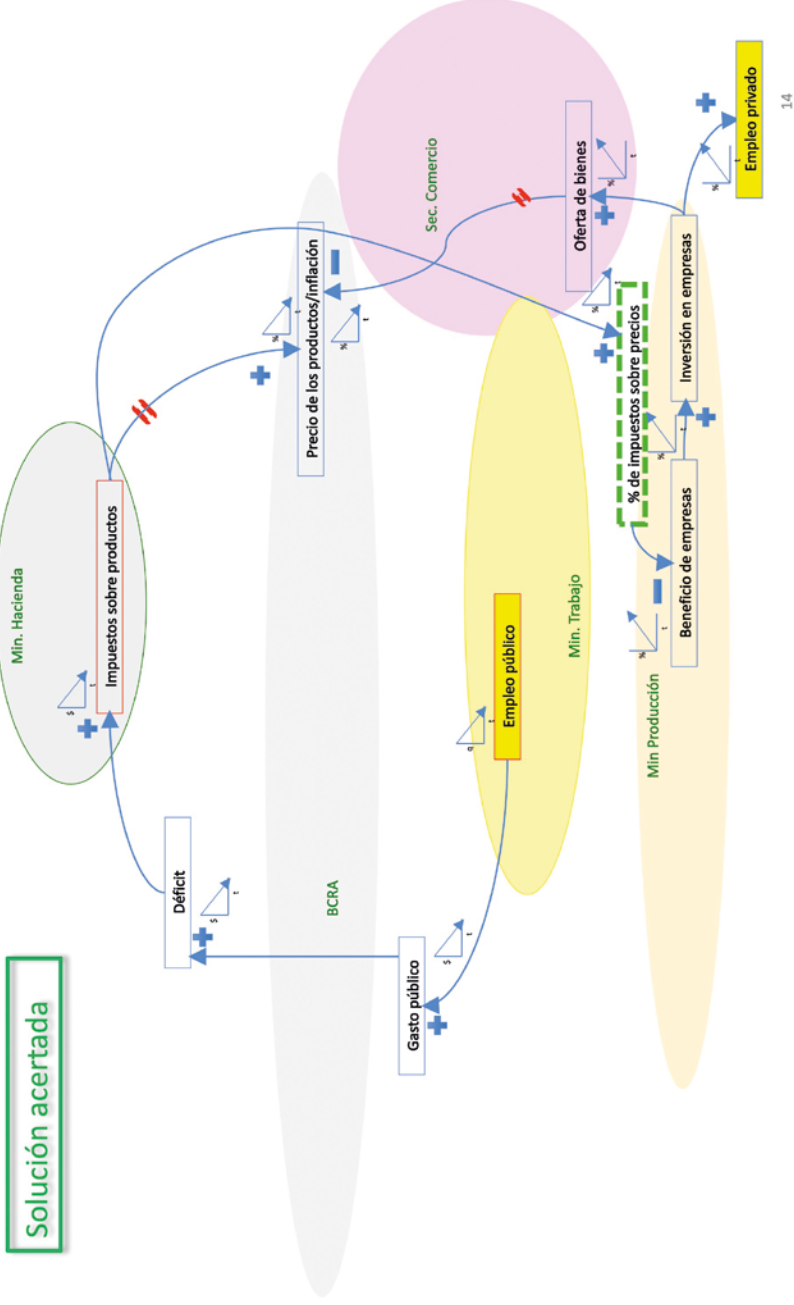 Solución acertada
Min. Hacienda
Impuestos sobre productos
$
t
Déficit
$
t
BCRA
Precio de los productos/inflación
%
t
%
t
Gasto público
$
t
Sec. Comercio
Oferta de bienes
%
t
Empleo público
q
t
Min. Trabajo
% de impuestos sobre precios
%
t
Min Producción
Beneficio de empresas
%
t
Inversión en empresas
%
t
Empleo privado
%
t
14